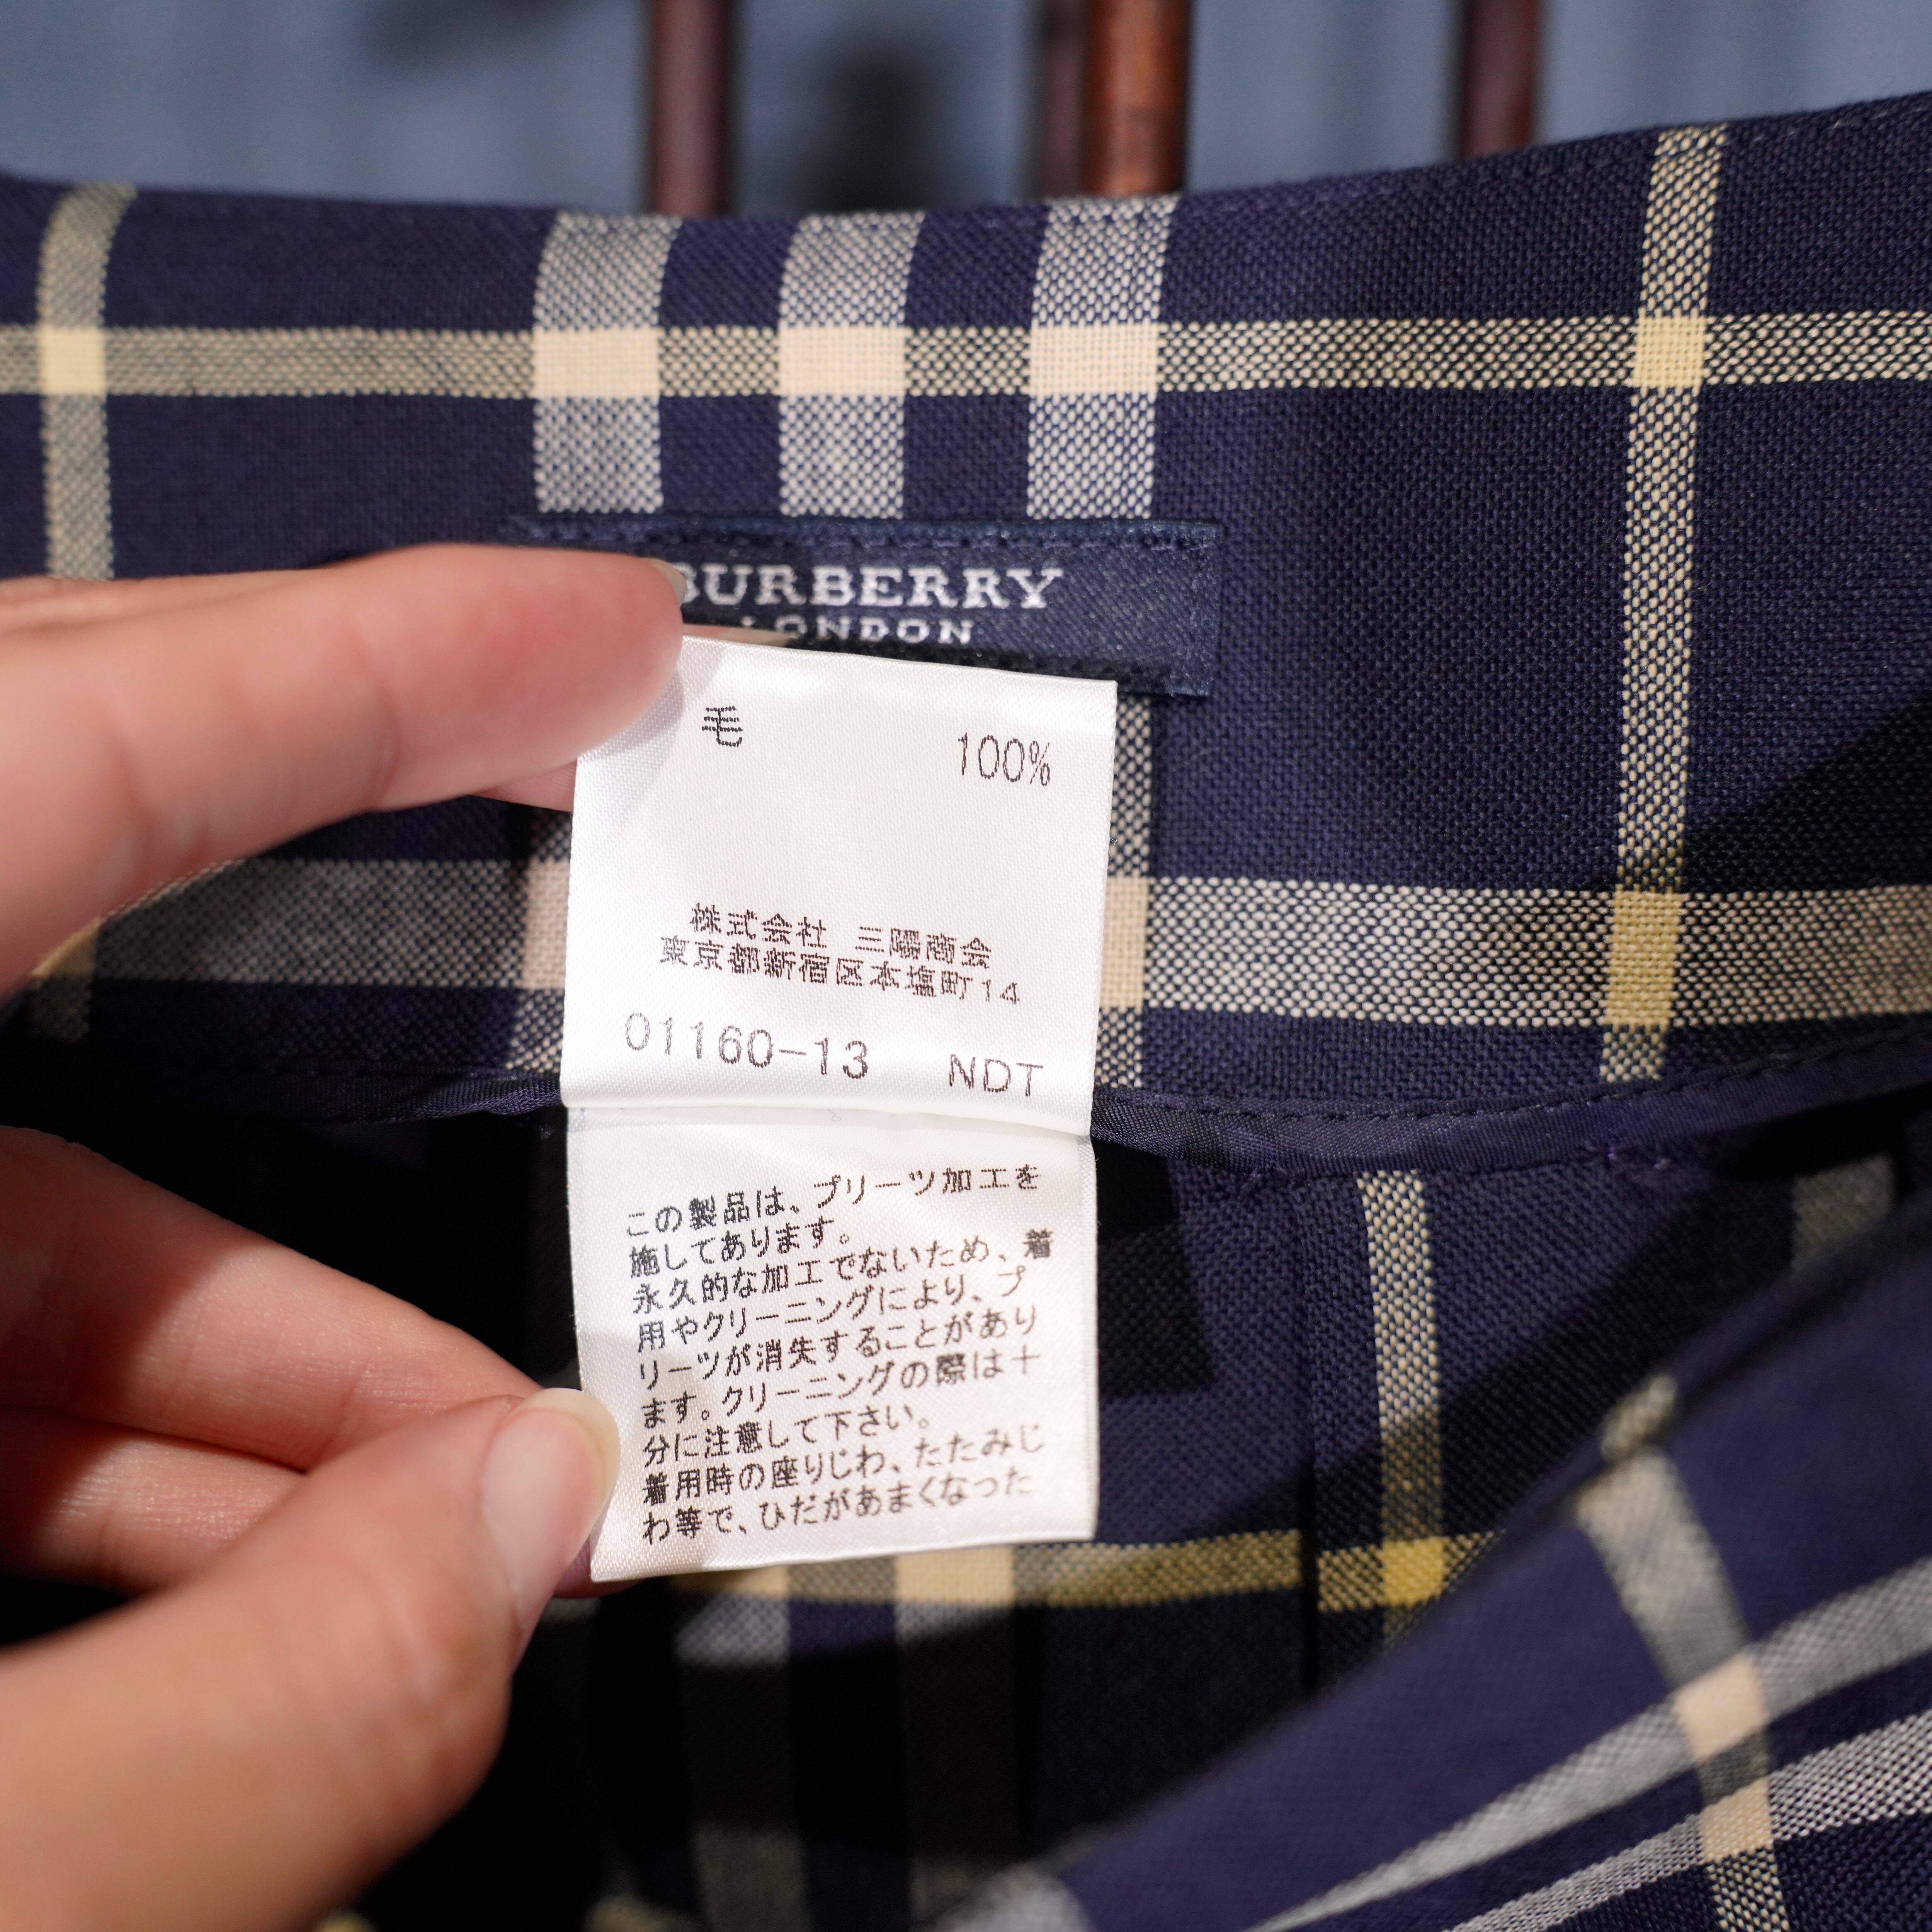 BURBERRY
LONDON
毛 100%
株式会社 三陽商会
東京都新宿区本塩町14
01160-13 NDT
この製品は、プリーツ加工を
施してあります。
永久的な加工でないため、着
用やクリーニングにより、プ
リーツが消失することがあり
ます。クリーニングの際は十
分に注意して下さい。
着用時の座りじわ、たたみじ
わ等で、ひだがあまくなった